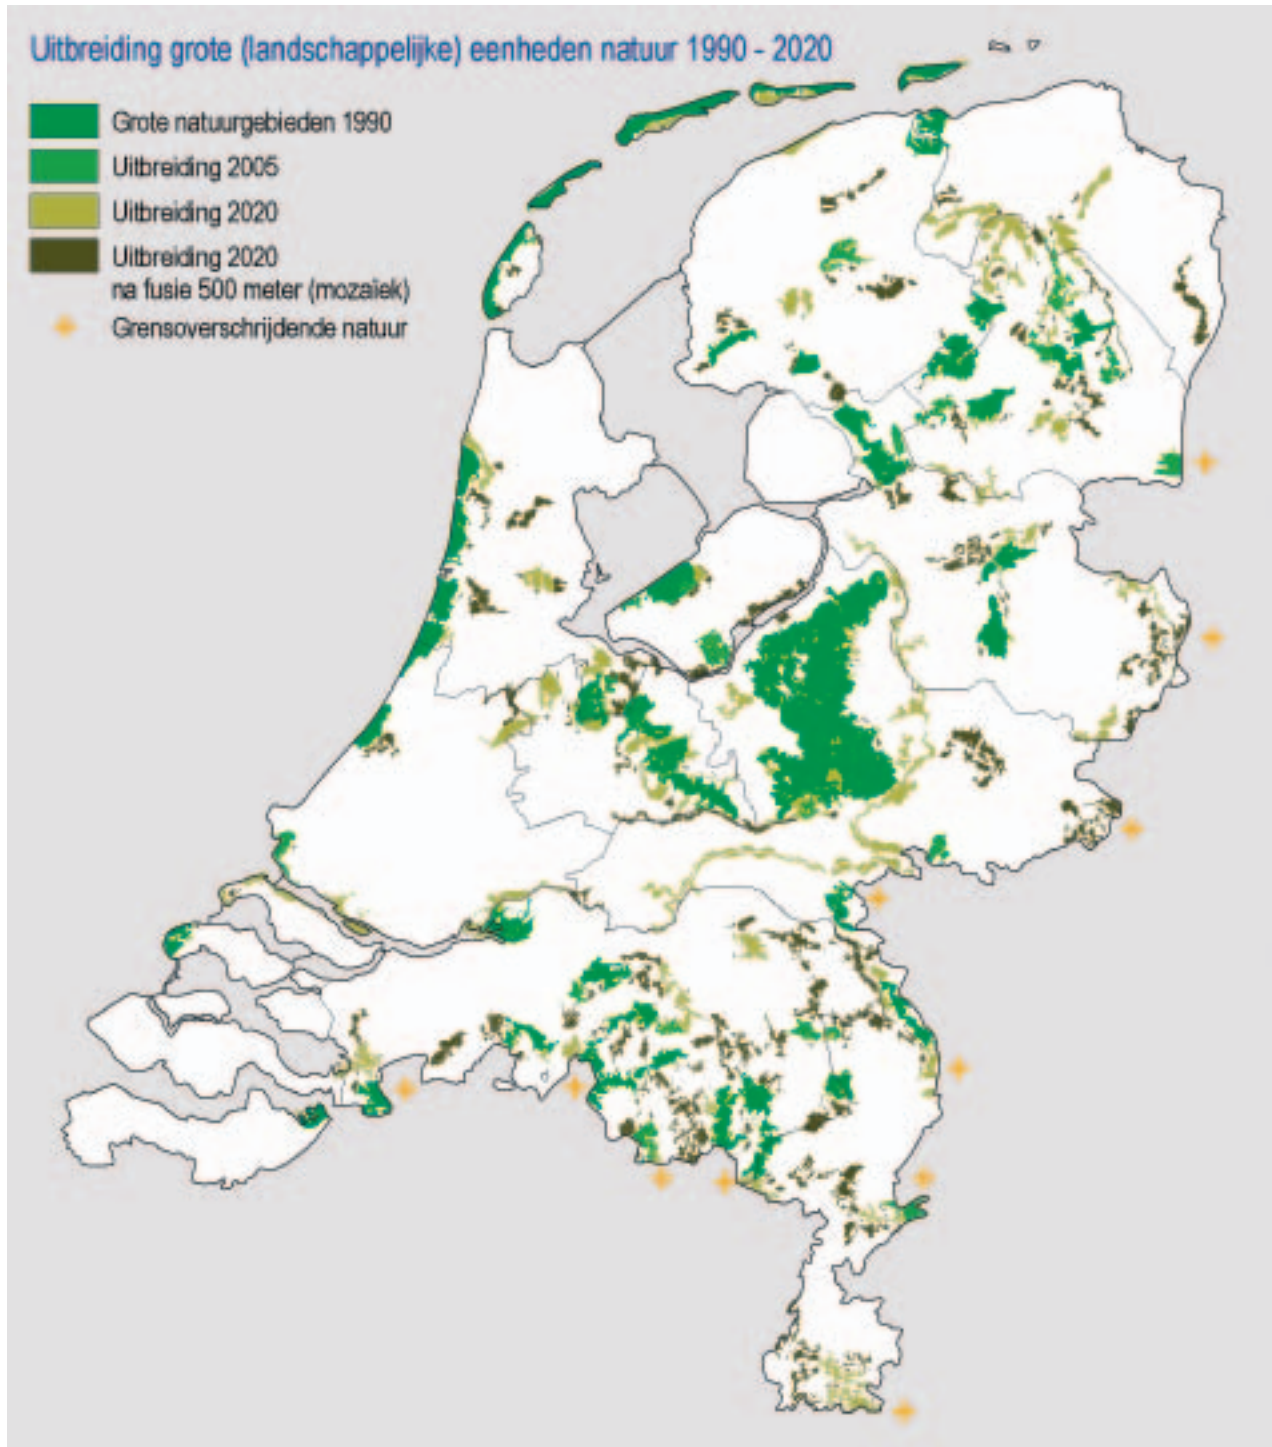 Uitbreiding grote (landschappelijke) eenheden natuur 1990 - 2020
Grote natuurgebieden 1990
Uitbreiding 2005
Uitbreiding 2020
Uitbreiding 2020
na fusie 500 meter (mozaïek)
Grensoverschrijdende natuur